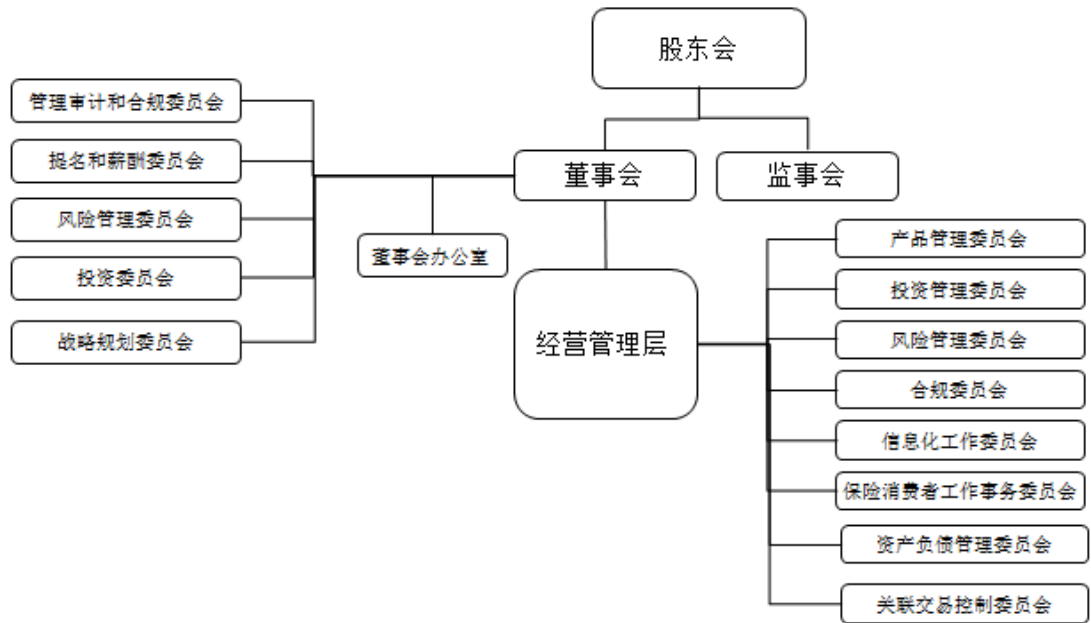 股东会
董事会
监事会
管理审计和合规委员会
提名和薪酬委员会
风险管理委员会
投资委员会
战略规划委员会
董事会办公室
经营管理层
产品管理委员会
投资管理委员会
风险管理委员会
合规委员会
信息化工作委员会
保险消费者工作事务委员会
资产负债管理委员会
关联交易控制委员会